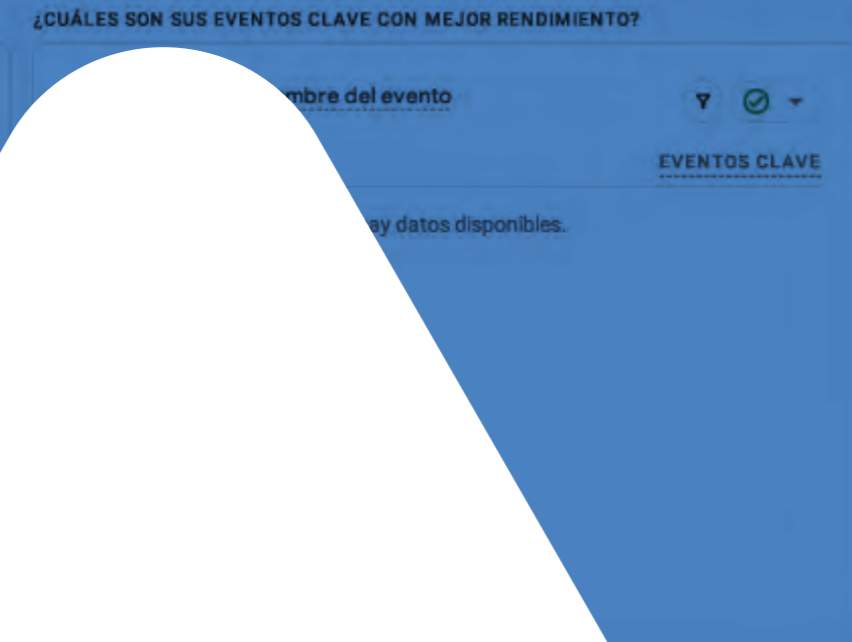 ¿CUÁLES SON SUS EVENTOS CLAVE CON MEJOR RENDIMIENTO?
mbre del evento
EVENTOS CLAVE
ay datos disponibles.